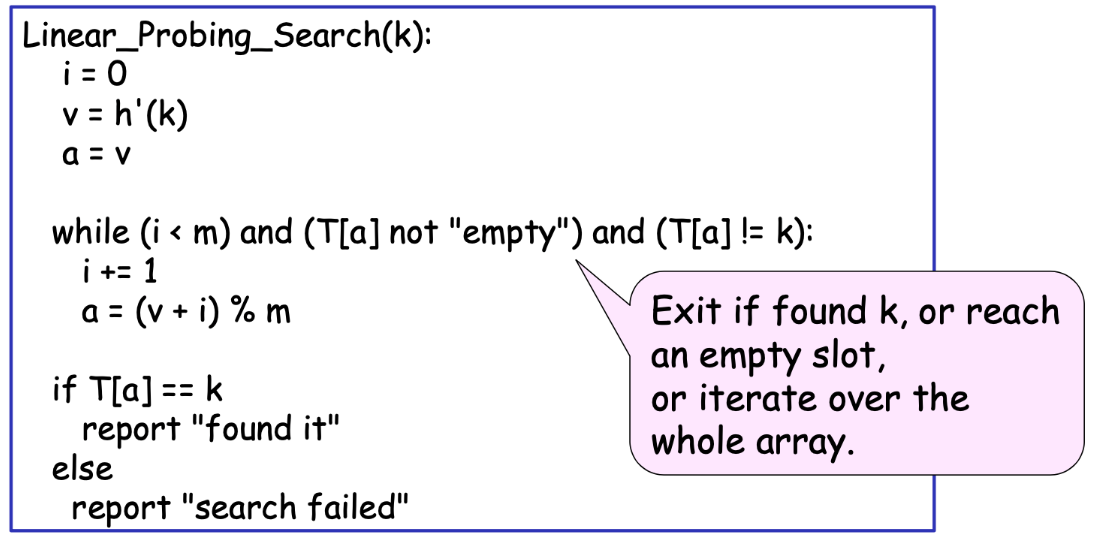 Linear_Probing_Search(k):
i = 0
v = h'(k)
a = v
while (i < m) and (T[a] not "empty") and (T[a] != k):
i += 1
a = (v + i) % m
if T[a] == k
report "found it"
else
report "search failed"
Exit if found k, or reach
an empty slot,
or iterate over the
whole array.